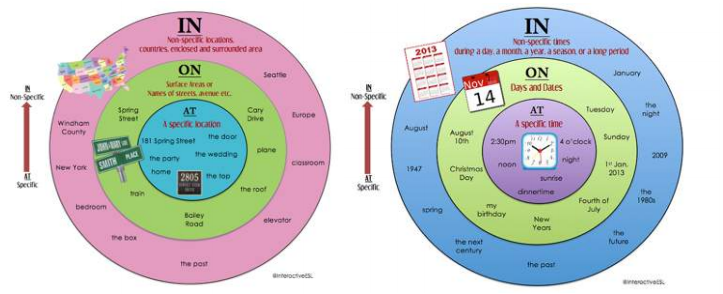 IN
Non-specific locations,
countries, enclosed and surrounded area
ON
Surface Areas or
Names of streets, avenue etc.
AT
A specific location
IN
Non-Specific
AT
Specific
Seattle
Europe
classroom
elevator
the past
the box
bedroom
New York
Windham
County
Spring
Street
Cary
Drive
plane
the roof
Bailey
Road
train
181 Spring Street
the door
the party
the wedding
home
the top
SMITH
PLACE
2805
@InteractiveESL
IN
Non-specific times
during a day, a month, a year, a season, or a long period
ON
Days and Dates
AT
A specific time
IN
Non-Specific
AT
Specific
2013
Nov
14
January
the
night
2009
the
1980s
the
future
the past
the next
century
spring
1947
August
August
10th
Tuesday
Sunday
1st Jan.
2013
Fourth of
July
New
Years
my
birthday
Christmas
Day
2:30pm
4 o'clock
noon
night
sunrise
dinnertime
@InteractiveESL